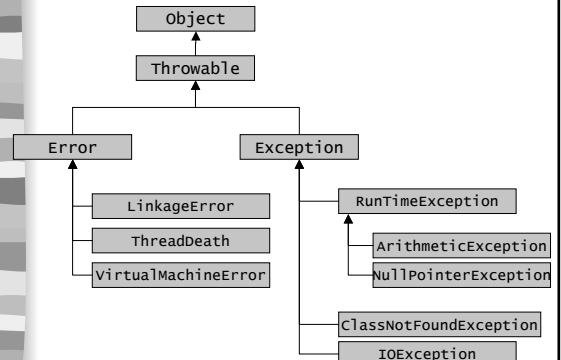 Object
Throwable
Error
Exception
LinkageError
ThreadDeath
VirtualMachineError
RunTimeException
ArithmeticException
NullPointerException
ClassNotFoundException
IOException